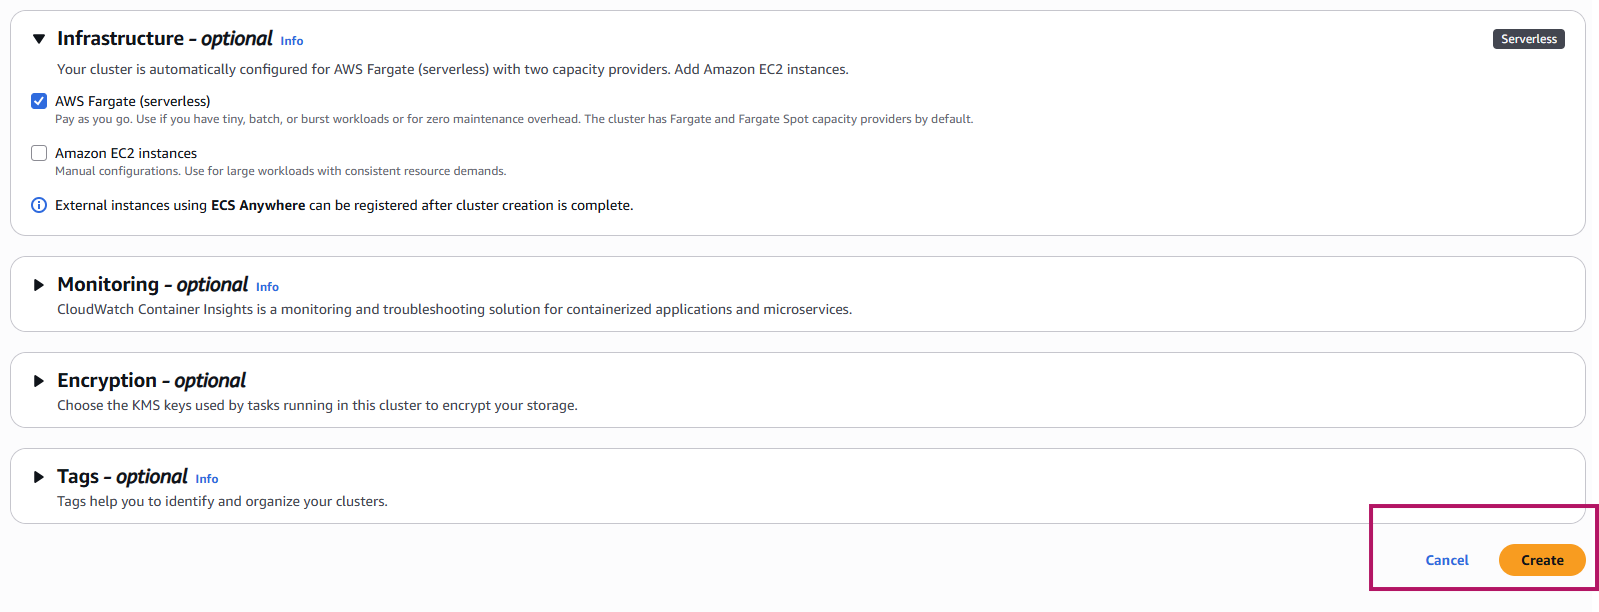 Infrastructure - optional Info
Serverless
Your cluster is automatically configured for AWS Fargate (serverless) with two capacity providers. Add Amazon EC2 instances.
AWS Fargate (serverless)
Pay as you go. Use if you have tiny, batch, or burst workloads or for zero maintenance overhead. The cluster has Fargate and Fargate Spot capacity providers by default.
Amazon EC2 instances
Manual configurations. Use for large workloads with consistent resource demands.
External instances using ECS Anywhere can be registered after cluster creation is complete.
Monitoring - optional Info
CloudWatch Container Insights is a monitoring and troubleshooting solution for containerized applications and microservices.
Encryption - optional
Choose the KMS keys used by tasks running in this cluster to encrypt your storage.
Tags - optional Info
Tags help you to identify and organize your clusters.
Cancel Create